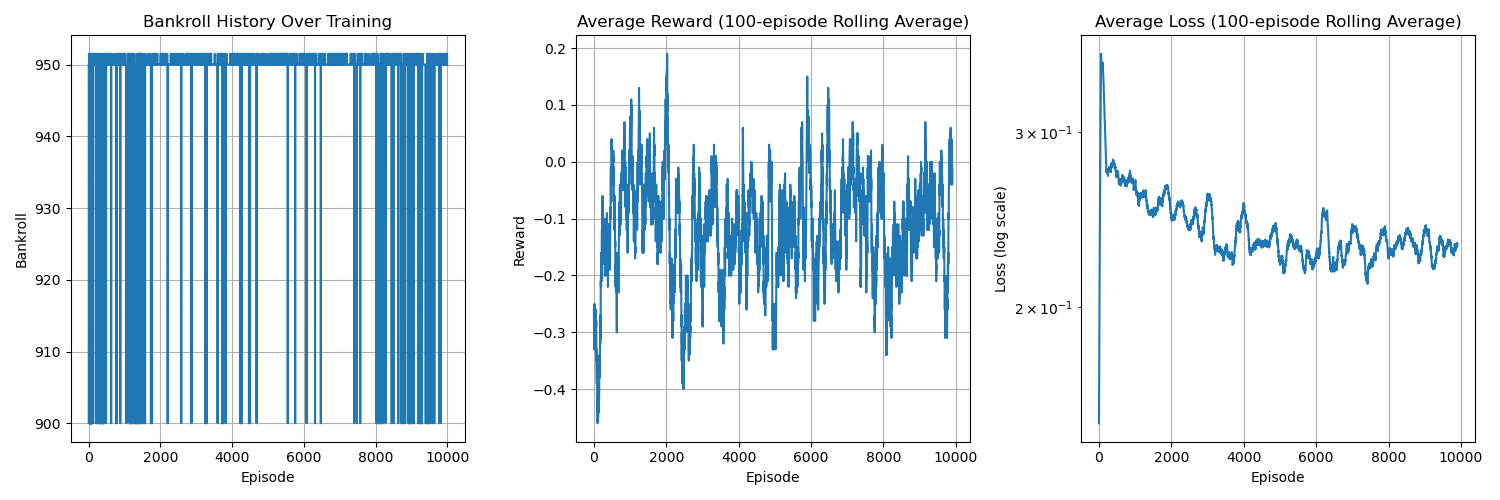 Bankroll History Over Training
Bankroll
950
940
930
920
910
900
0 2000 4000 6000 8000 10000
Episode
Average Reward (100-episode Rolling Average)
Reward
0.2
0.1
0.0
−0.1
−0.2
−0.3
−0.4
0 2000 4000 6000 8000 10000
Episode
Average Loss (100-episode Rolling Average)
Loss (log scale)
3 × 10⁻¹
2 × 10⁻¹
0 2000 4000 6000 8000 10000
Episode